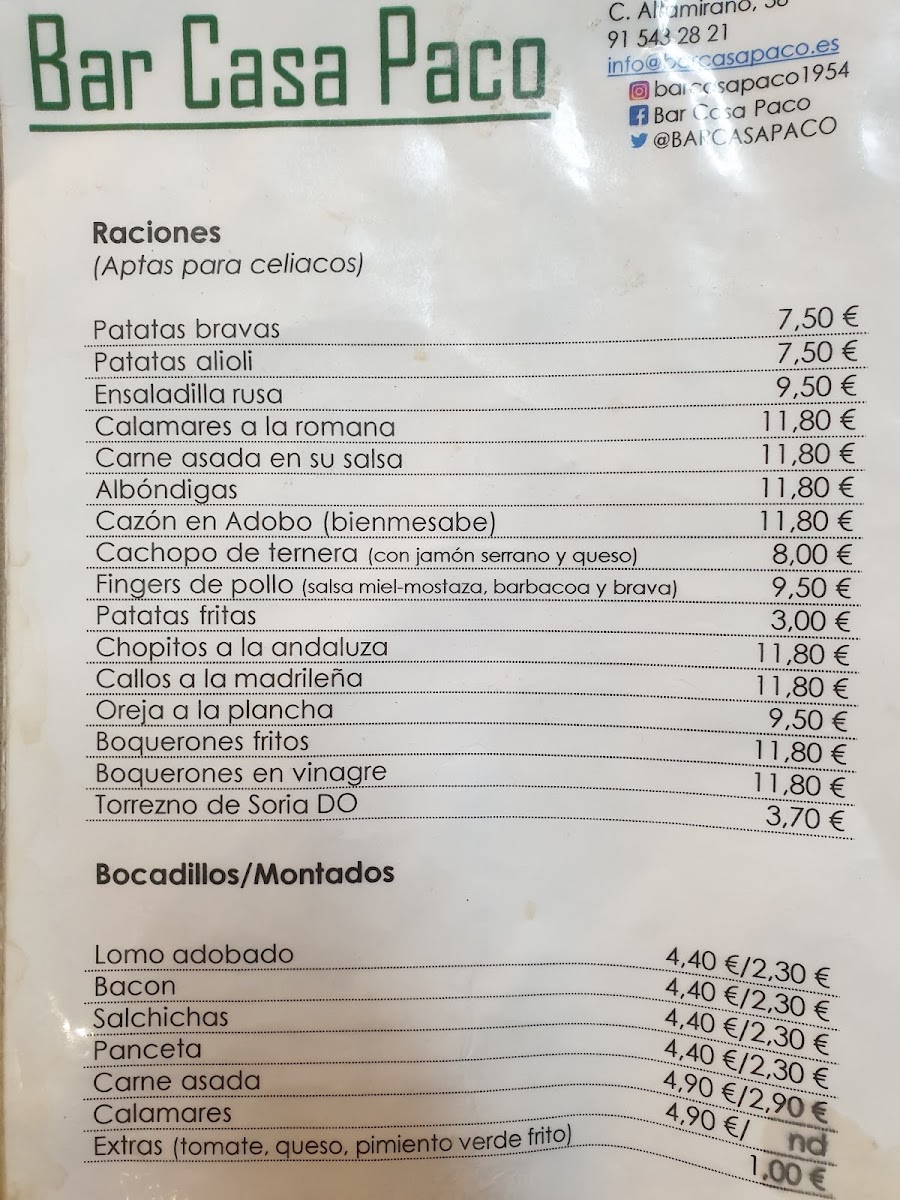 Bar Casa Paco
C. Altamirano, 38
91 543 28 21
info@barcasapaco.es
barcasapaco1954
Bar Casa Paco
@BARCASAPACO
Raciones
(Aptas para celiacos)
Patatas bravas 7,50 €
Patatas alioli 7,50 €
Ensaladilla rusa 9,50 €
Calamares a la romana 11,80 €
Carne asada en su salsa 11,80 €
Albóndigas 11,80 €
Cazón en Adobo (bienmesabe) 11,80 €
Cachopo de ternera (con jamón serrano y queso) 8,00 €
Fingers de pollo (salsa miel-mostaza, barbacoa y brava) 9,50 €
Patatas fritas 3,00 €
Chopitos a la andaluza 11,80 €
Callos a la madrileña 11,80 €
Oreja a la plancha 9,50 €
Boquerones fritos 11,80 €
Boquerones en vinagre 11,80 €
Torrezno de Soria DO 3,70 €
Bocadillos/Montados
Lomo adobado 4,40 €/2,30 €
Bacon 4,40 €/2,30 €
Salchichas 4,40 €/2,30 €
Panceta 4,40 €/2,30 €
Carne asada 4,90 €/2,90 €
Calamares 4,90 €/ nd
Extras (tomate, queso, pimiento verde frito) 1,00 €